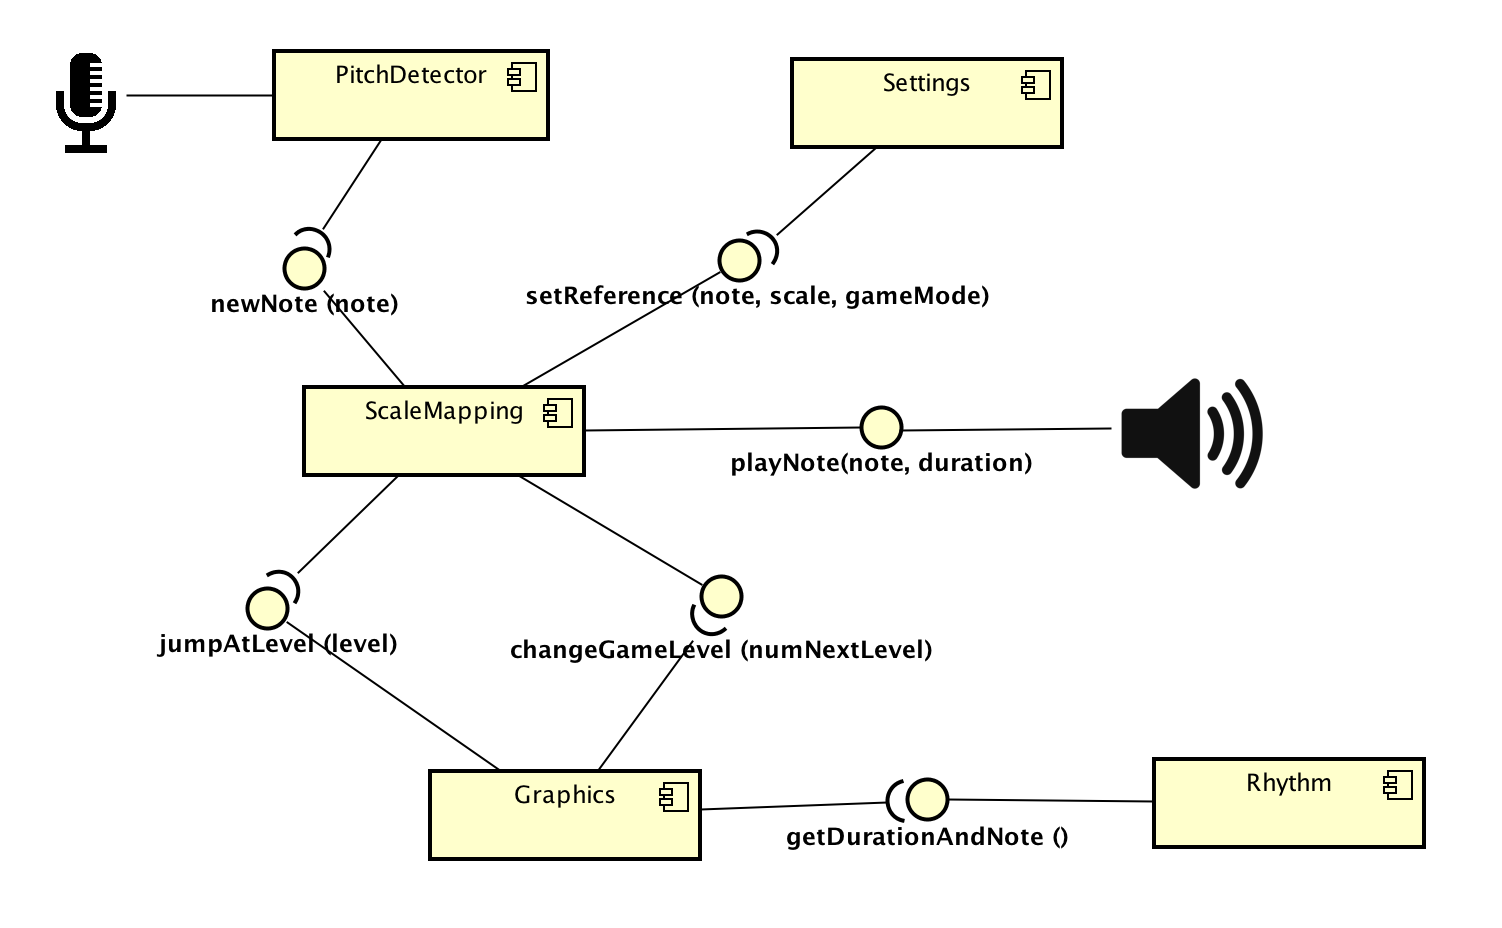 PitchDetector
Settings
newNote (note)
setReference (note, scale, gameMode)
ScaleMapping
playNote(note, duration)
jumpAtLevel (level)
changeGameLevel (numNextLevel)
Graphics
Rhythm
getDurationAndNote ()